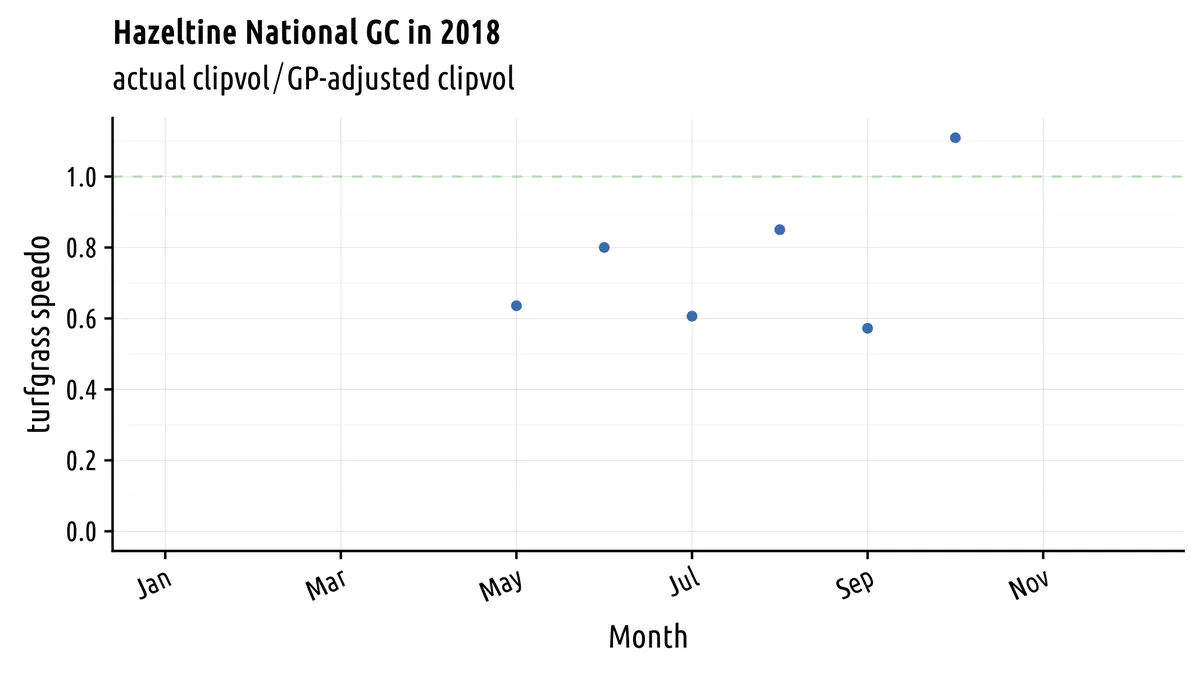 Hazeltine National GC in 2018
actual clipvol/GP-adjusted clipvol
turfgrass speedo
1.0
0.8
0.6
0.4
0.2
0.0
Jan Mar May Jul Sep Nov
Month